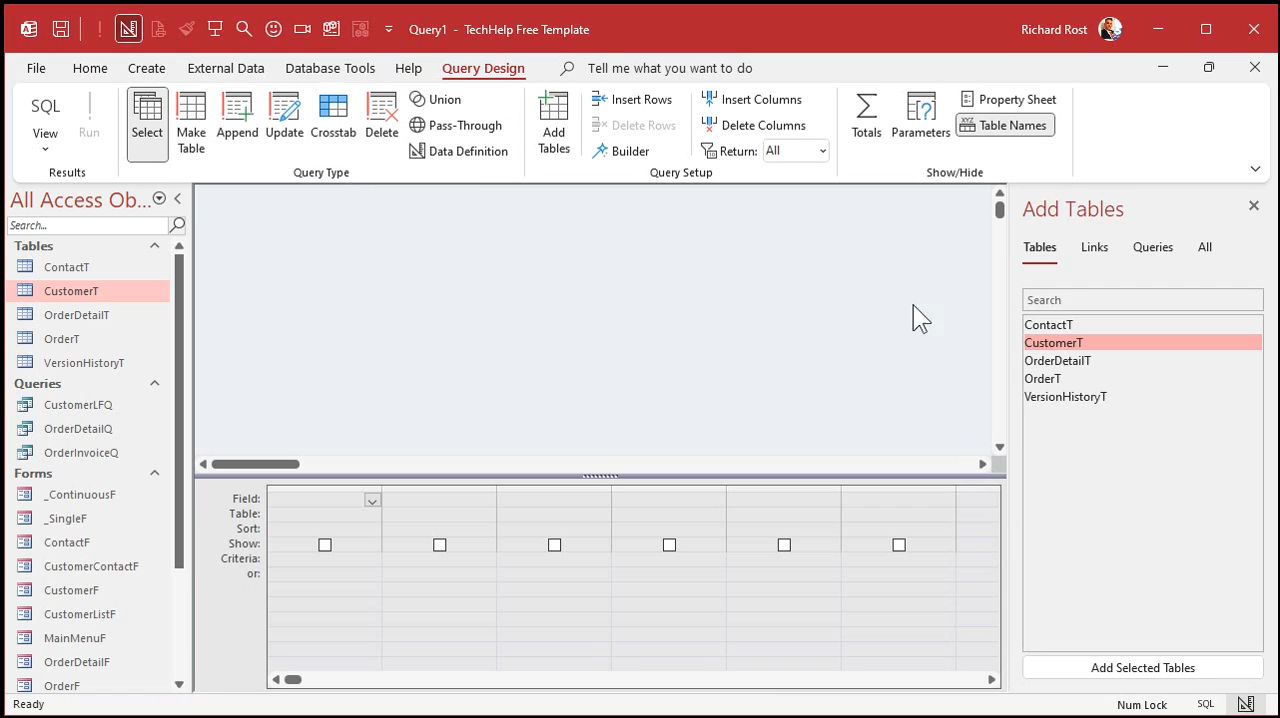 Query1 - TechHelp Free Template
Richard Rost
File Home Create External Data Database Tools Help Query Design Tell me what you want to do
SQL
View
Run
Results
Select
Make Table
Append
Update
Crosstab
Delete
Union
Pass-Through
Data Definition
Query Type
Add Tables
Insert Rows
Delete Rows
Builder
Insert Columns
Delete Columns
Return: All
Query Setup
Totals
Parameters
Property Sheet
XYZ Table Names
Show/Hide
All Access Ob...
Search...
Tables
ContactT
CustomerT
OrderDetailT
OrderT
VersionHistoryT
Queries
CustomerLFQ
OrderDetailQ
OrderInvoiceQ
Forms
_ContinuousF
_SingleF
ContactF
CustomerContactF
CustomerF
CustomerListF
MainMenuF
OrderDetailF
OrderF
Field:
Table:
Sort:
Show:
Criteria:
or:
Add Tables
Tables Links Queries All
Search
ContactT
CustomerT
OrderDetailT
OrderT
VersionHistoryT
Add Selected Tables
Ready
Num Lock
SQL